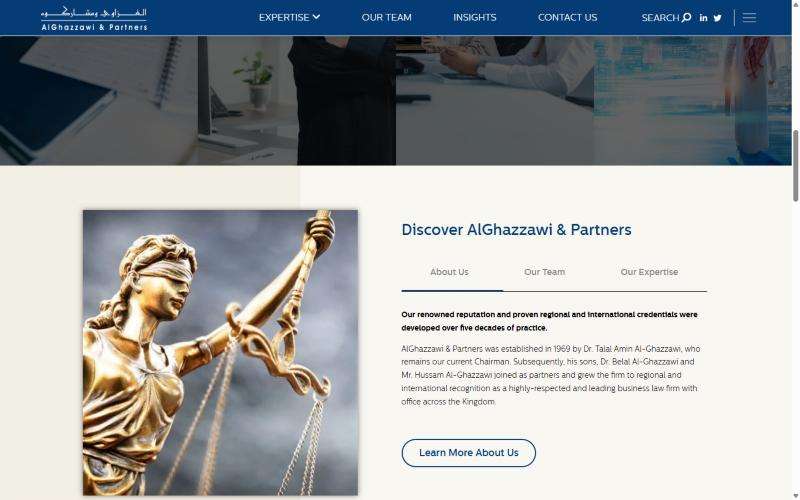 الغزاوي ومشاركوه
AlGhazzawi & Partners
EXPERTISE
OUR TEAM
INSIGHTS
CONTACT US
SEARCH
Discover AlGhazzawi & Partners
About Us
Our Team
Our Expertise
Our renowned reputation and proven regional and international credentials were
developed over five decades of practice.
AlGhazzawi & Partners was established in 1969 by Dr. Talal Amin Al-Ghazzawi, who
remains our current Chairman. Subsequently, his sons, Dr. Belal Al-Ghazzawi and
Mr. Hussam Al-Ghazzawi joined as partners and grew the firm to regional and
international recognition as a highly-respected and leading business law firm with
office across the Kingdom.
Learn More About Us